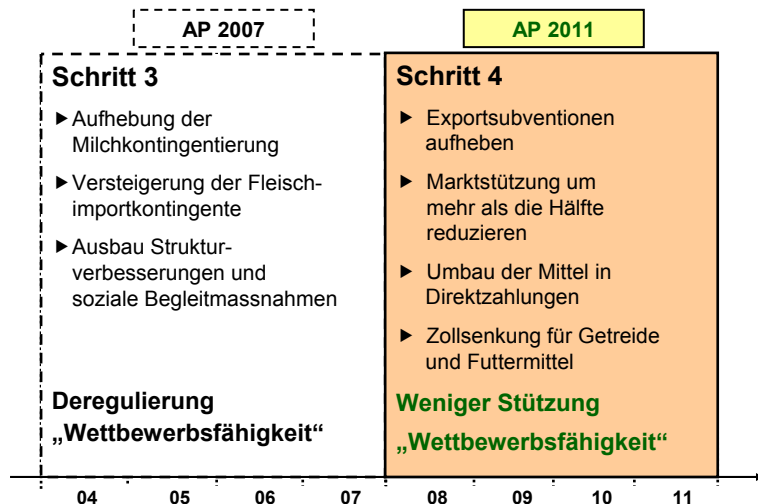 AP 2007
AP 2011
Schritt 3
▶ Aufhebung der
Milchkontingentierung
▶ Versteigerung der Fleisch-
importkontingente
▶ Ausbau Struktur-
verbesserungen und
soziale Begleitmassnahmen
Deregulierung
„Wettbewerbsfähigkeit“
Schritt 4
▶ Exportsubventionen
aufheben
▶ Marktstützung um
mehr als die Hälfte
reduzieren
▶ Umbau der Mittel in
Direktzahlungen
▶ Zollsenkung für Getreide
und Futtermittel
Weniger Stützung
„Wettbewerbsfähigkeit“
04 05 06 07 08 09 10 11